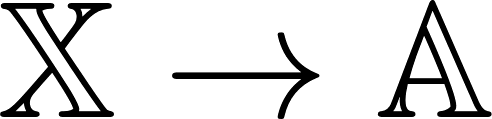 𝕏 → 𝔸